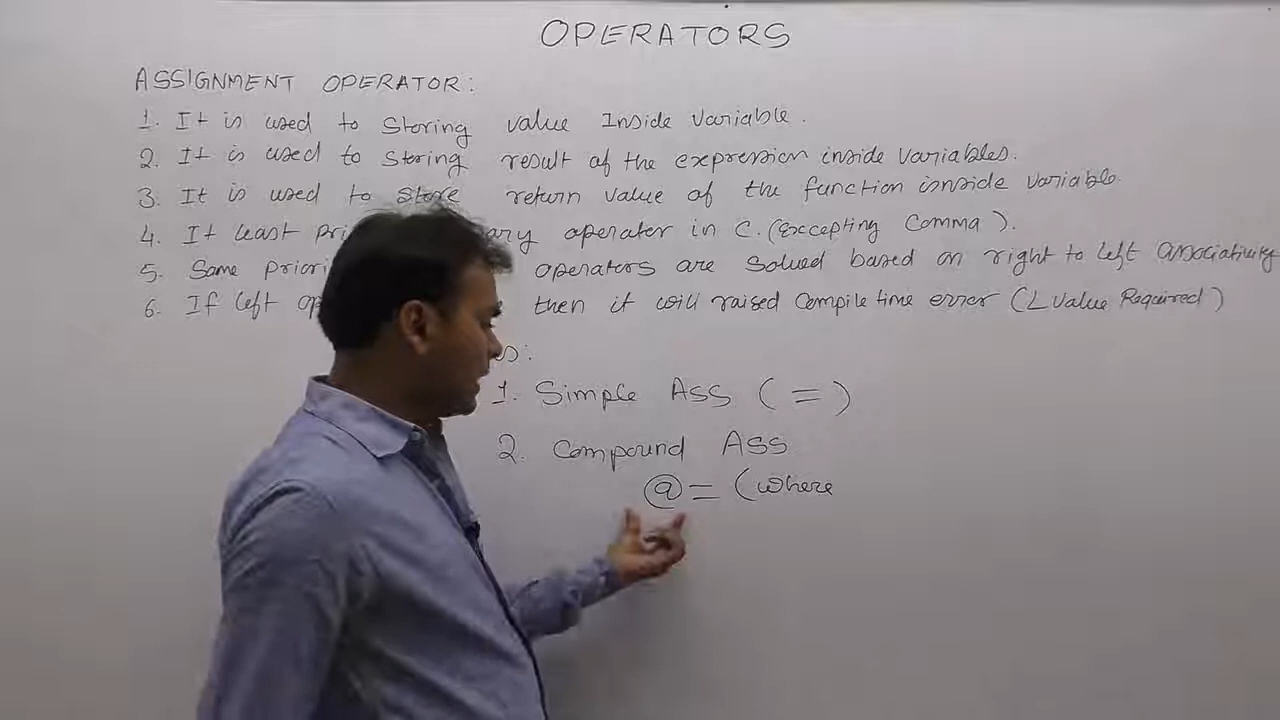 OPERATORS
ASSIGNMENT OPERATOR:
1. It is used to Storing value Inside Variable.
2. It is used to Storing result of the expression inside Variables.
3. It is used to Store return value of the function inside variable.
4. It Least operator in C. (Excepting Comma).
5. Same operators are Solved based on right to left associativity
6. If left then it will raised Compile time error (L value Required)
1. Simple ASS (=)
2. Compound ASS
@= (where